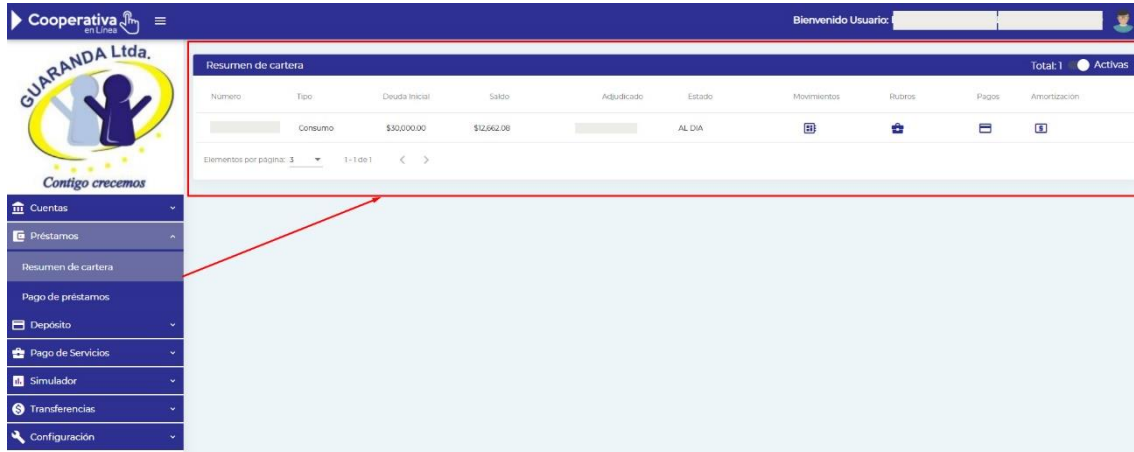 Cooperativa
en Línea
Bienvenido Usuario:
GUARANDA Ltda.
Contigo crecemos
Resumen de cartera
Total: 1 Activas
Número Tipo Deuda Inicial Saldo Adjudicado Estado Movimientos Rubros Pagos Amortización
Consumo $30,000.00 $12,662.08 AL DIA
Elementos por página: 3 1 - 1 de 1
Cuentas
Préstamos
Resumen de cartera
Pago de préstamos
Depósito
Pago de Servicios
Simulador
Transferencias
Configuración